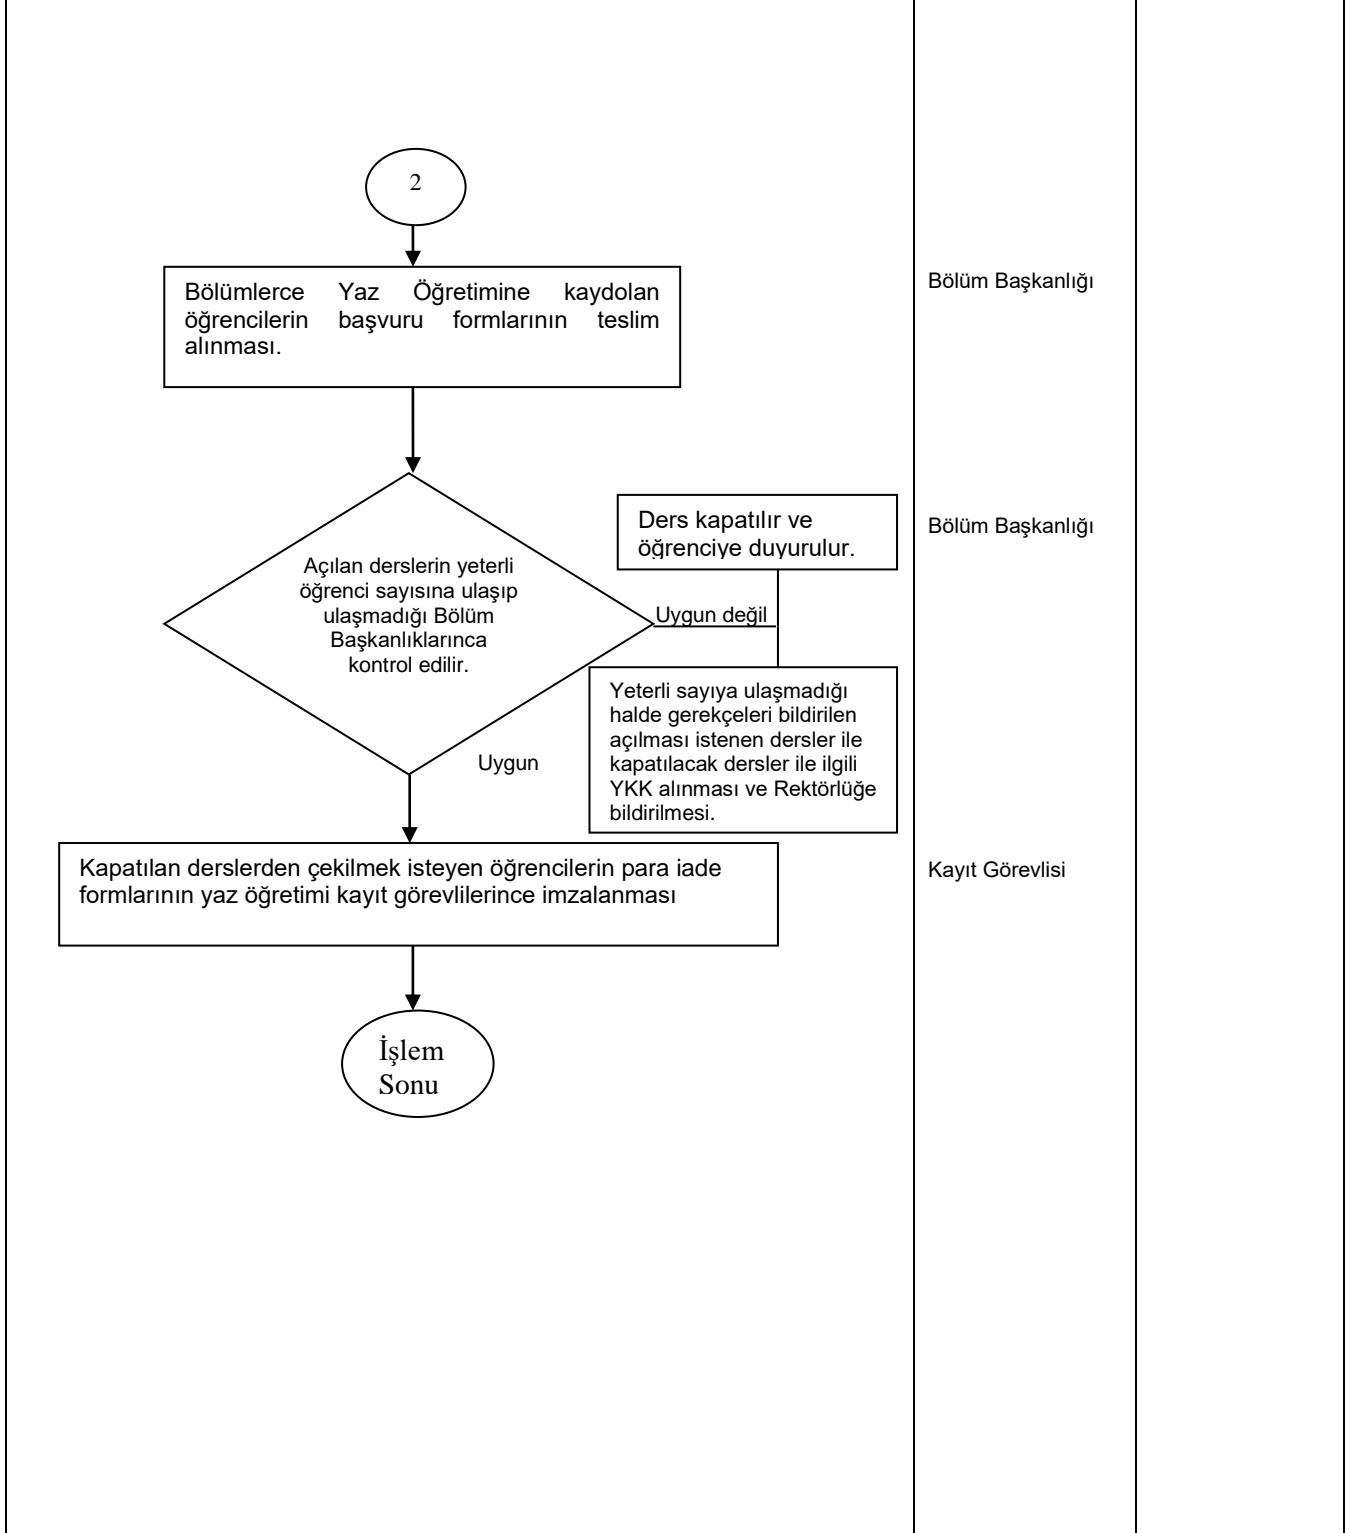 2
Bölümlerce Yaz Öğretimine kaydolan
öğrencilerin başvuru formlarının teslim
alınması.
Bölüm Başkanlığı
Ders kapatılır ve
öğrenciye duyurulur.
Bölüm Başkanlığı
Açılan derslerin yeterli
öğrenci sayısına ulaşıp
ulaşmadığı Bölüm
Başkanlıklarınca
kontrol edilir.
Uygun değil
Yeterli sayıya ulaşmadığı
halde gerekçeleri bildirilen
açılması istenen dersler ile
kapatılacak dersler ile ilgili
YKK alınması ve Rektörlüğe
bildirilmesi.
Uygun
Kapatılan derslerden çekilmek isteyen öğrencilerin para iade
formlarının yaz öğretimi kayıt görevlilerince imzalanması
Kayıt Görevlisi
İşlem
Sonu